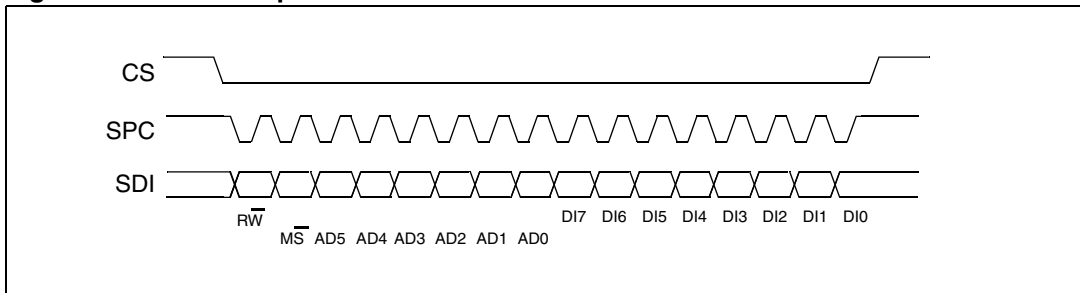 CS
SPC
SDI
RW̅
DI7 DI6 DI5 DI4 DI3 DI2 DI1 DI0
MS̅ AD5 AD4 AD3 AD2 AD1 AD0